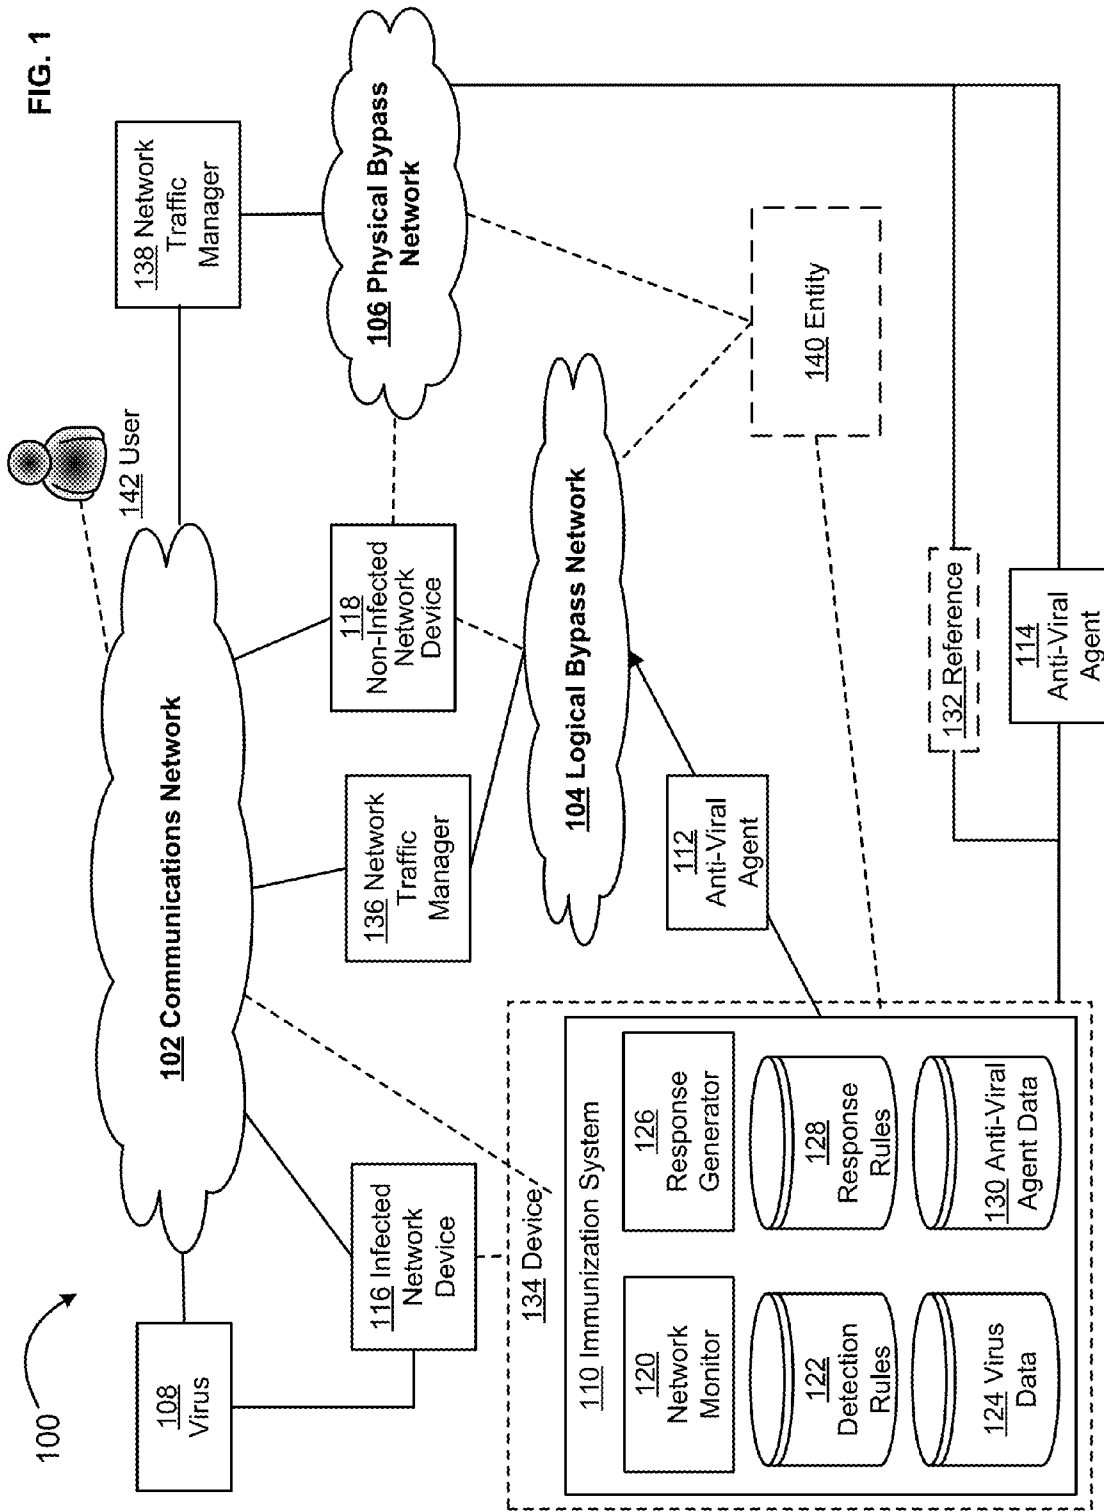 FIG. 1
100
108
Virus
102 Communications Network
142 User
138 Network
Traffic
Manager
116 Infected
Network
Device
136 Network
Traffic
Manager
118
Non-Infected
Network
Device
106 Physical Bypass
Network
134 Device
104 Logical Bypass Network
110 Immunization System
120
Network
Monitor
126
Response
Generator
112
Anti-Viral
Agent
140 Entity
122
Detection
Rules
128
Response
Rules
124 Virus
Data
130 Anti-Viral
Agent Data
132 Reference
114
Anti-Viral
Agent